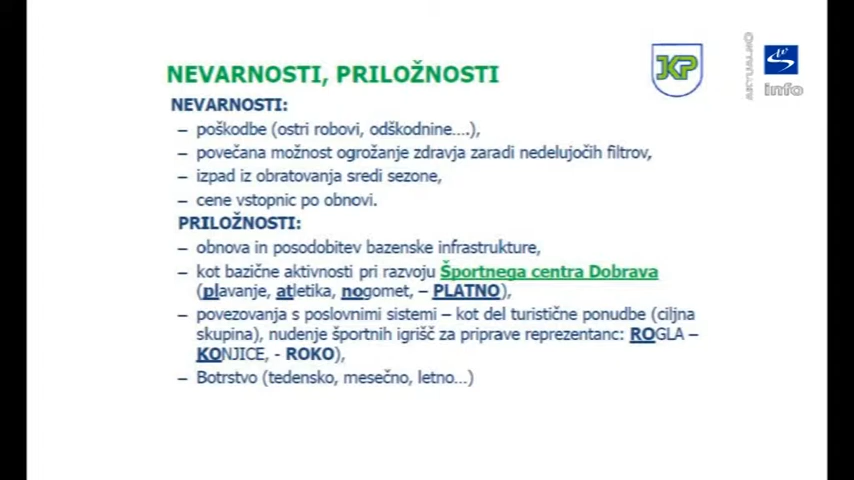 NEVARNOSTI, PRILOŽNOSTI
JKP
info
NEVARNOSTI:
– poškodbe (ostri robovi, odškodnine....),
– povečana možnost ogrožanje zdravja zaradi nedelujočih filtrov,
– izpad iz obratovanja sredi sezone,
– cene vstopnic po obnovi.
PRILOŽNOSTI:
– obnova in posodobitev bazenske infrastrukture,
– kot bazične aktivnosti pri razvoju Športnega centra Dobrava
(plavanje, atletika, nogomet, – PLATNO),
– povezovanja s poslovnimi sistemi – kot del turistične ponudbe (ciljna
skupina), nudenje športnih igrišč za priprave reprezentanc: ROGLA –
KONJICE, - ROKO),
– Botrstvo (tedensko, mesečno, letno...)